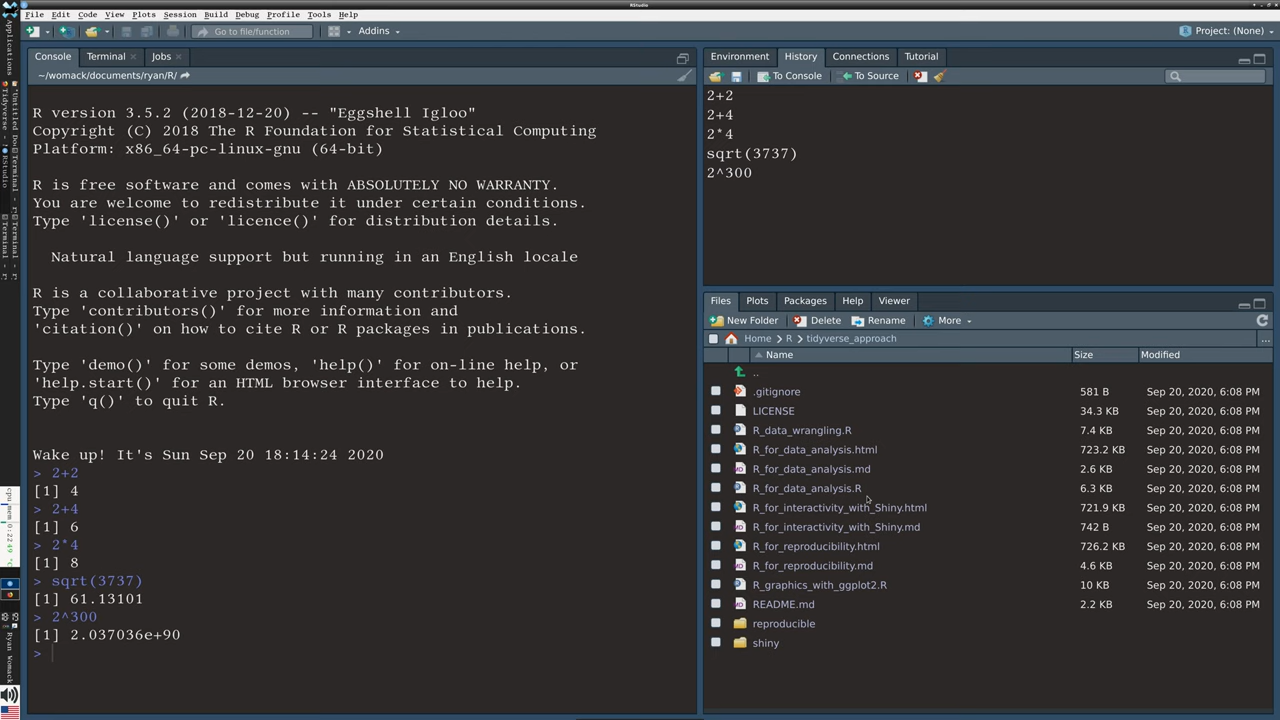 RStudio
File Edit Code View Plots Session Build Debug Profile Tools Help
Go to file/function Addins Project: (None)
Console Terminal Jobs
~/womack/documents/ryan/R/
R version 3.5.2 (2018-12-20) -- "Eggshell Igloo"
Copyright (C) 2018 The R Foundation for Statistical Computing
Platform: x86_64-pc-linux-gnu (64-bit)
R is free software and comes with ABSOLUTELY NO WARRANTY.
You are welcome to redistribute it under certain conditions.
Type 'license()' or 'licence()' for distribution details.
Natural language support but running in an English locale
R is a collaborative project with many contributors.
Type 'contributors()' for more information and
'citation()' on how to cite R or R packages in publications.
Type 'demo()' for some demos, 'help()' for on-line help, or
'help.start()' for an HTML browser interface to help.
Type 'q()' to quit R.
Wake up! It's Sun Sep 20 18:14:24 2020
> 2+2
[1] 4
> 2+4
[1] 6
> 2*4
[1] 8
> sqrt(3737)
[1] 61.13101
> 2^300
[1] 2.037036e+90
>
Environment History Connections Tutorial
To Console To Source
2+2
2+4
2*4
sqrt(3737)
2^300
Files Plots Packages Help Viewer
New Folder Delete Rename More
Home R tidyverse_approach ...
Name Size Modified
..
.gitignore 581 B Sep 20, 2020, 6:08 PM
LICENSE 34.3 KB Sep 20, 2020, 6:08 PM
R_data_wrangling.R 7.4 KB Sep 20, 2020, 6:08 PM
R_for_data_analysis.html 723.2 KB Sep 20, 2020, 6:08 PM
R_for_data_analysis.md 2.6 KB Sep 20, 2020, 6:08 PM
R_for_data_analysis.R 6.3 KB Sep 20, 2020, 6:08 PM
R_for_interactivity_with_Shiny.html 721.9 KB Sep 20, 2020, 6:08 PM
R_for_interactivity_with_Shiny.md 742 B Sep 20, 2020, 6:08 PM
R_for_reproducibility.html 726.2 KB Sep 20, 2020, 6:08 PM
R_for_reproducibility.md 4.6 KB Sep 20, 2020, 6:08 PM
R_graphics_with_ggplot2.R 10 KB Sep 20, 2020, 6:08 PM
README.md 2.2 KB Sep 20, 2020, 6:08 PM
reproducible
shiny
Applications
Ryan Womack